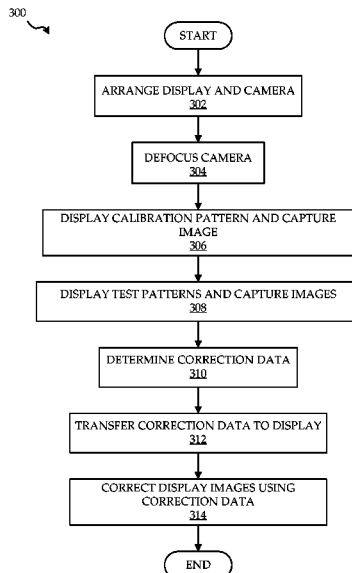 300
START
ARRANGE DISPLAY AND CAMERA
302
DEFOCUS CAMERA
304
DISPLAY CALIBRATION PATTERN AND CAPTURE
IMAGE
306
DISPLAY TEST PATTERNS AND CAPTURE IMAGES
308
DETERMINE CORRECTION DATA
310
TRANSFER CORRECTION DATA TO DISPLAY
312
CORRECT DISPLAY IMAGES USING
CORRECTION DATA
314
END